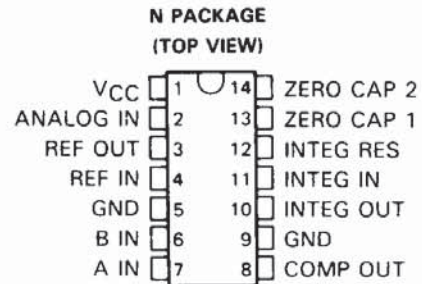 N PACKAGE
(TOP VIEW)
VCC 1 14 ZERO CAP 2
ANALOG IN 2 13 ZERO CAP 1
REF OUT 3 12 INTEG RES
REF IN 4 11 INTEG IN
GND 5 10 INTEG OUT
B IN 6 9 GND
A IN 7 8 COMP OUT